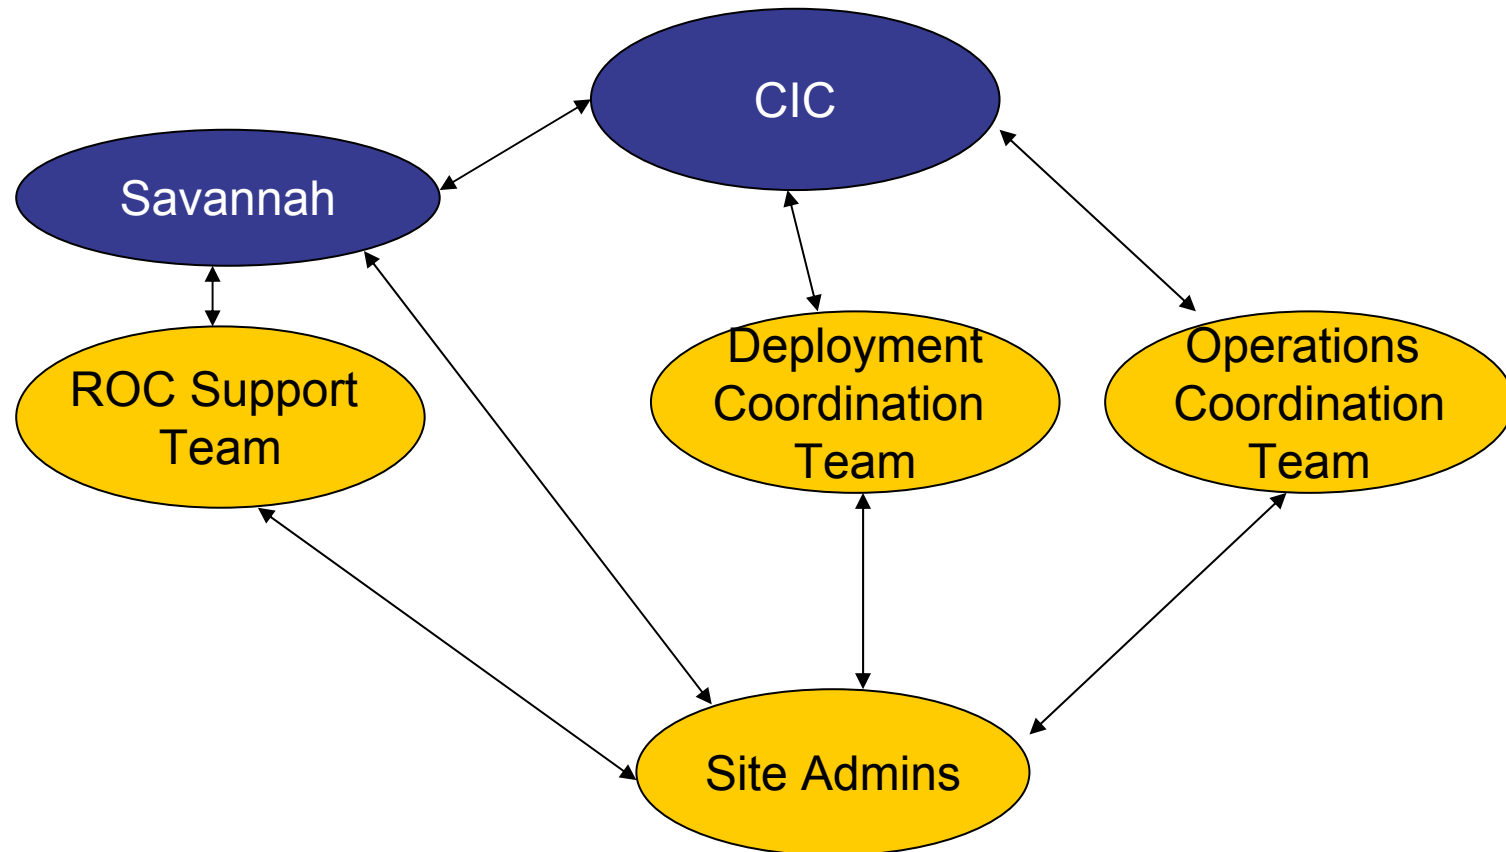 CIC
Savannah
ROC Support
Team
Deployment
Coordination
Team
Operations
Coordination
Team
Site Admins